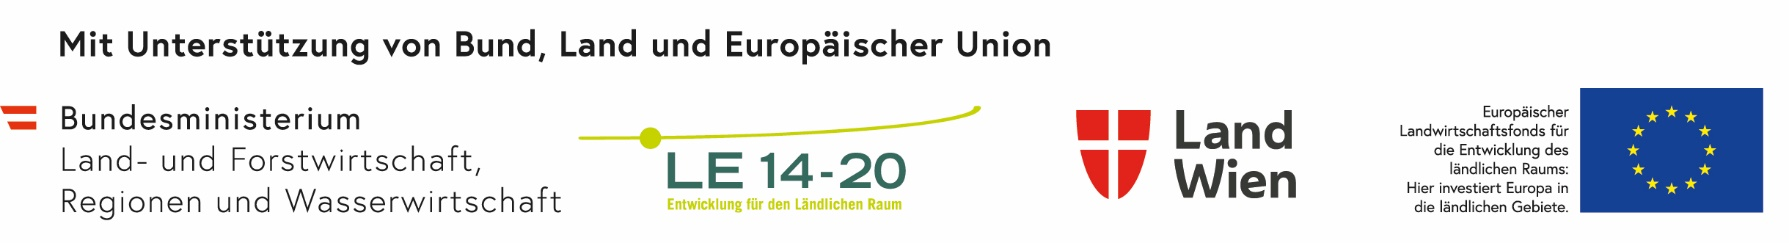 Mit Unterstützung von Bund, Land und Europäischer Union
Bundesministerium
Land- und Forstwirtschaft,
Regionen und Wasserwirtschaft
LE 14-20
Entwicklung für den Ländlichen Raum
Land
Wien
Europäischer
Landwirtschaftsfonds für
die Entwicklung des
ländlichen Raums:
Hier investiert Europa in
die ländlichen Gebiete.